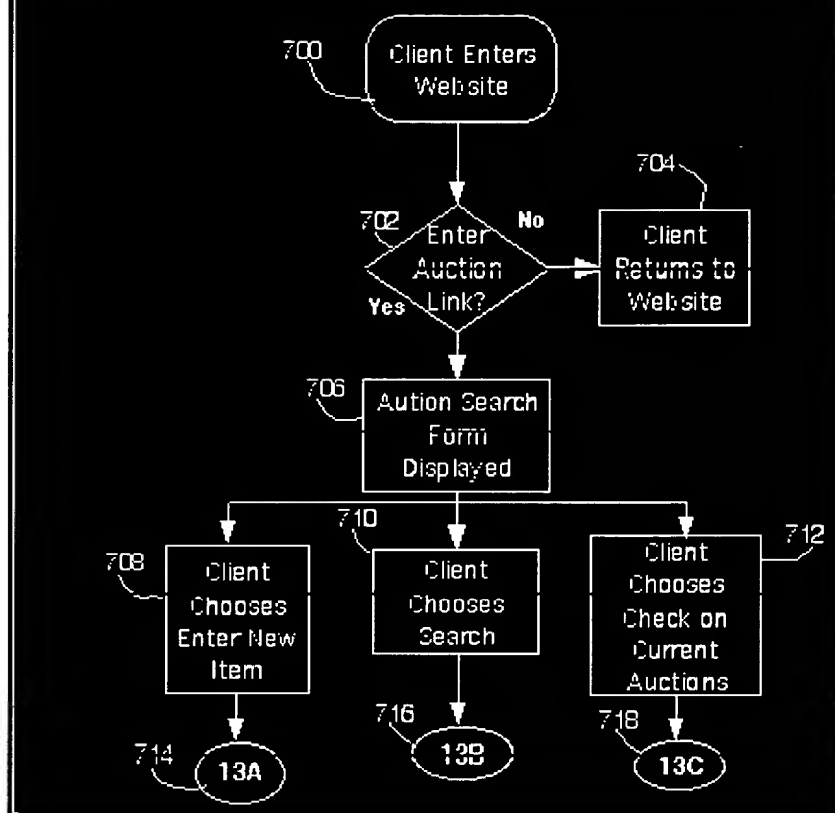 700
Client Enters
Website
704
702
No
Enter
Auction
Link?
Yes
Client
Returns to
Website
706
Aution Search
Form
Displayed
708
Client
Chooses
Enter New
Item
710
Client
Chooses
Search
712
Client
Chooses
Check on
Current
Auctions
714
13A
716
13B
718
13C